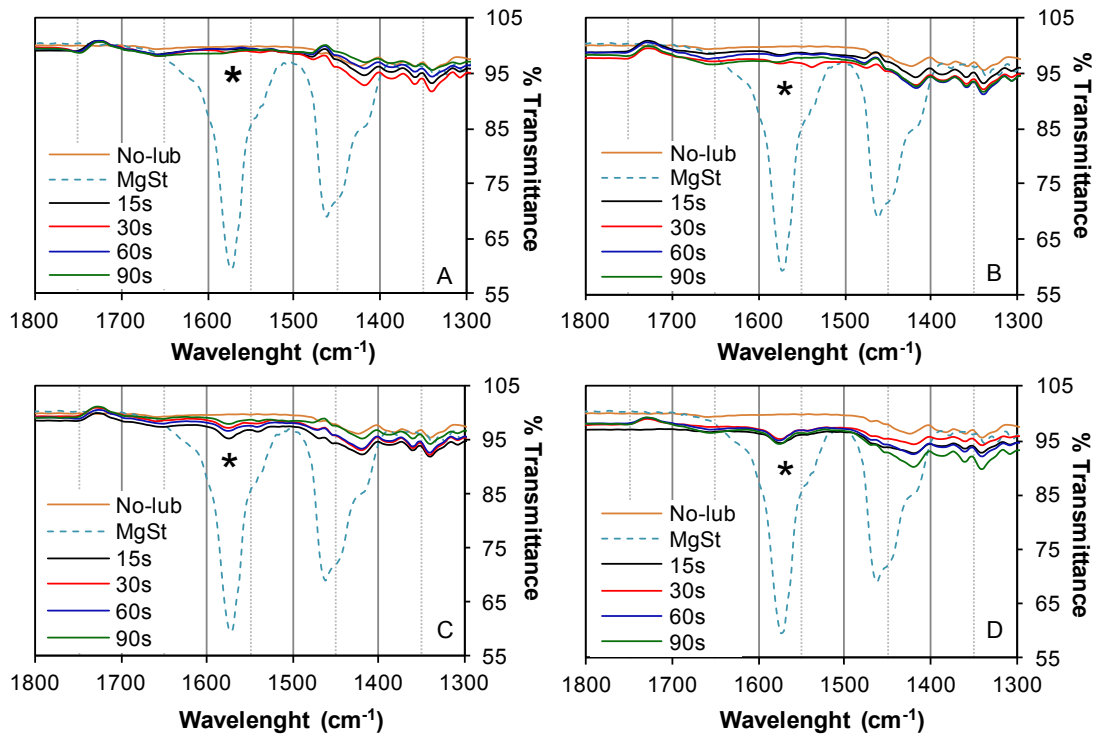 105
95
85
75
65
55
% Transmittance
*
No-lub
MgSt
15s
30s
60s
90s
A
1800 1700 1600 1500 1400 1300
Wavelenght (cm-1)
105
95
85
75
65
55
% Transmittance
*
No-lub
MgSt
15s
30s
60s
90s
B
1800 1700 1600 1500 1400 1300
Wavelenght (cm-1)
105
95
85
75
65
55
% Transmittance
*
No-lub
MgSt
15s
30s
60s
90s
C
1800 1700 1600 1500 1400 1300
Wavelenght (cm-1)
105
95
85
75
65
55
% Transmittance
*
No-lub
MgSt
15s
30s
60s
90s
D
1800 1700 1600 1500 1400 1300
Wavelenght (cm-1)